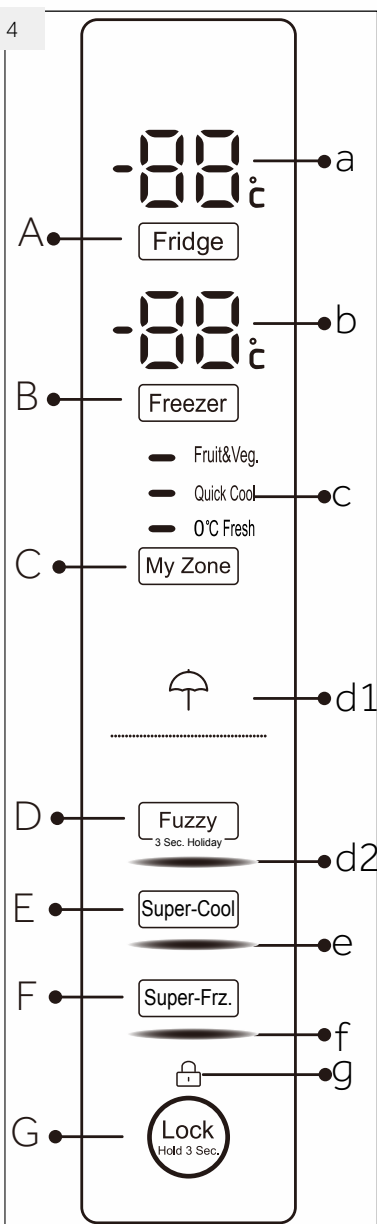 4
-88°c a
A Fridge
-88°c b
B Freezer
Fruit&Veg.
Quick Cool c
0°C Fresh
C My Zone
d1
D Fuzzy
3 Sec. Holiday
d2
E Super-Cool
e
F Super-Frz.
f
g
G Lock
Hold 3 Sec.